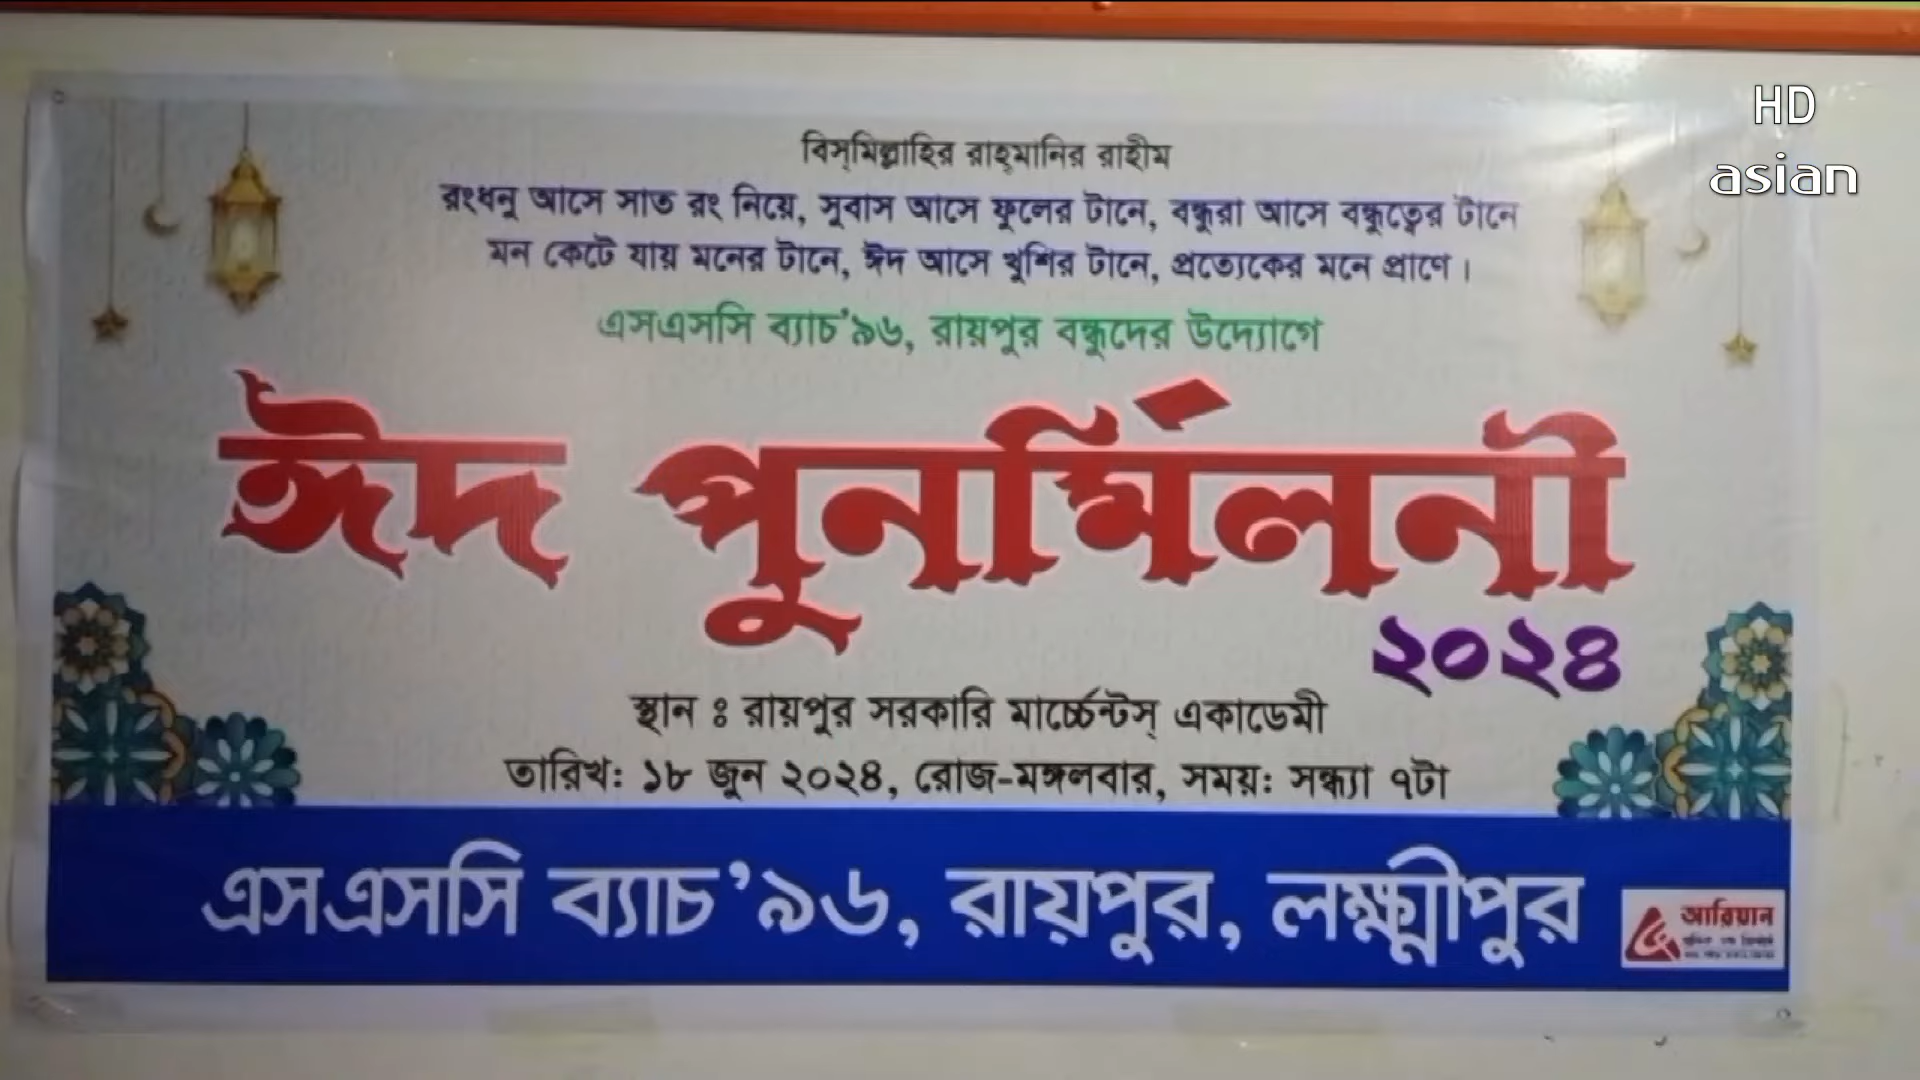 HD
asian
বিস্‌মিল্লাহির রাহ্‌মানির রাহীম
রংধনু আসে সাত রং নিয়ে, সুবাস আসে ফুলের টানে, বন্ধুরা আসে বন্ধুত্বের টানে
মন কেটে যায় মনের টানে, ঈদ আসে খুশির টানে, প্রত্যেকের মনে প্রাণে।
এসএসসি ব্যাচ'৯৬, রায়পুর বন্ধুদের উদ্যোগে
ঈদ পুনর্মিলনী
২০২৪
স্থান ঃ রায়পুর সরকারি মার্চ্চেন্টস্ একাডেমী
তারিখ: ১৮ জুন ২০২৪, রোজ-মঙ্গলবার, সময়: সন্ধ্যা ৭টা
এসএসসি ব্যাচ'৯৬, রায়পুর, লক্ষ্মীপুর
আরিয়ান